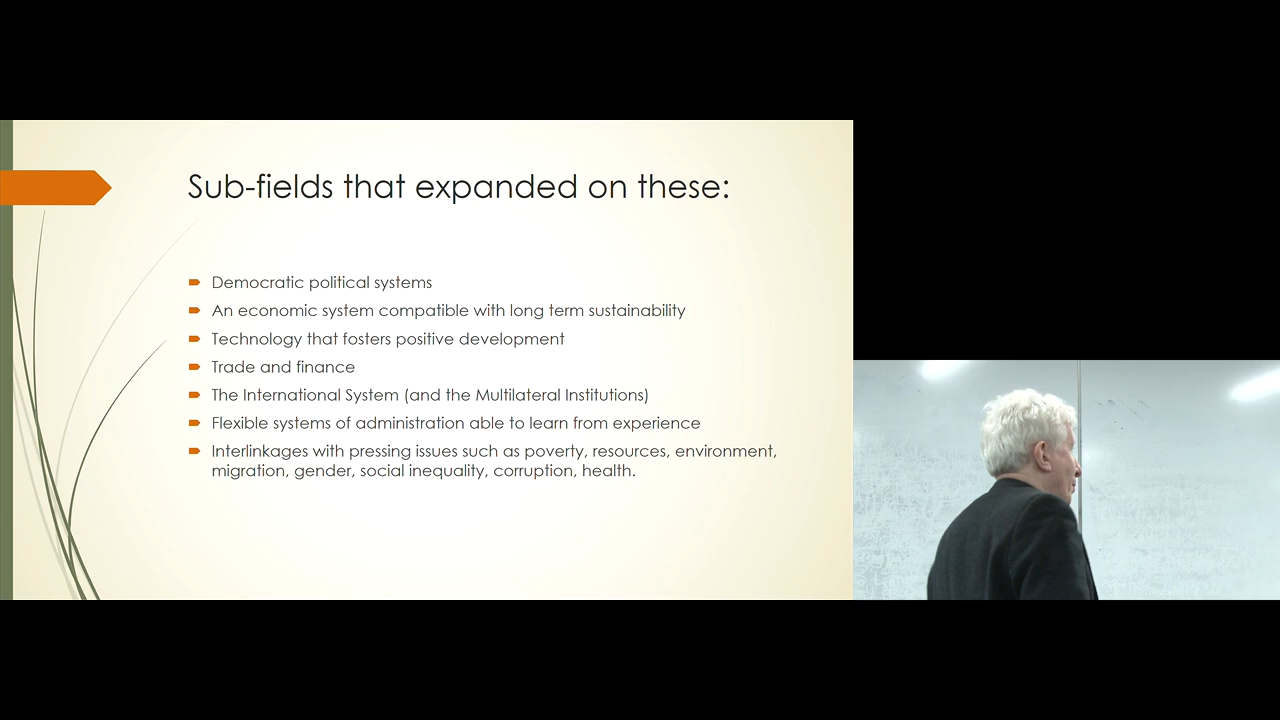 Sub-fields that expanded on these:
Democratic political systems
An economic system compatible with long term sustainability
Technology that fosters positive development
Trade and finance
The International System (and the Multilateral Institutions)
Flexible systems of administration able to learn from experience
Interlinkages with pressing issues such as poverty, resources, environment,
migration, gender, social inequality, corruption, health.